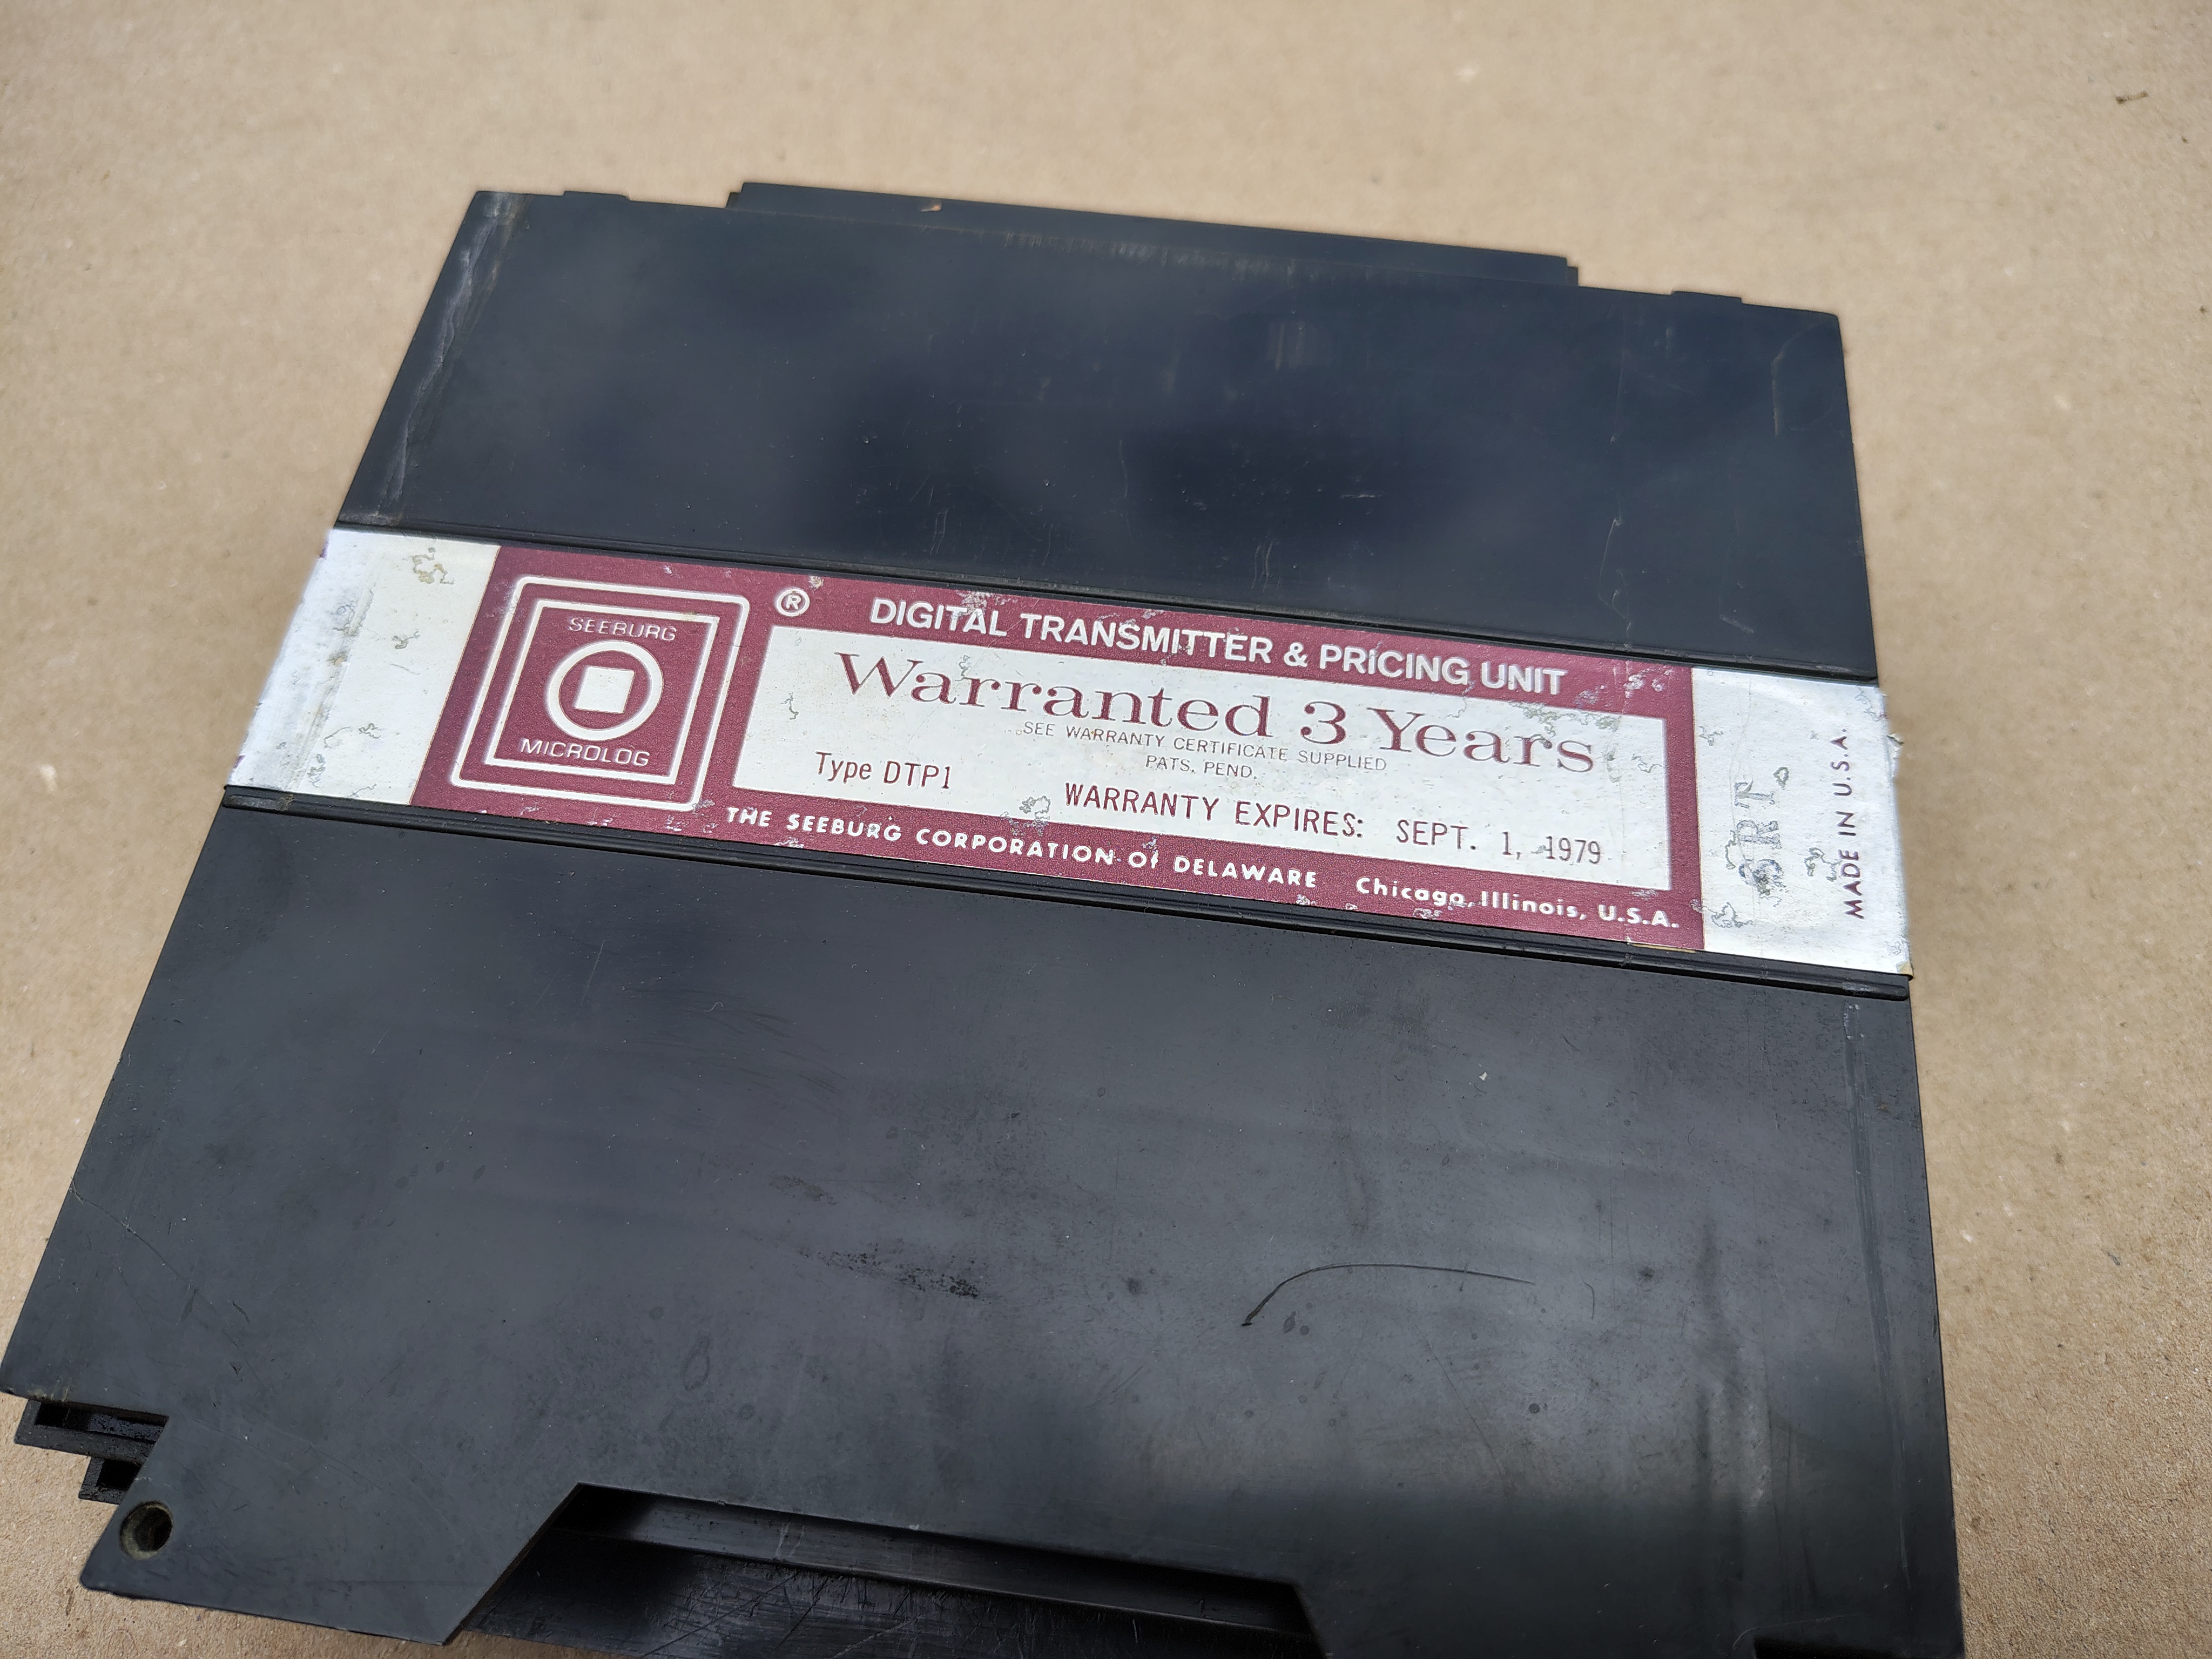 SEEBURG
MICROLOG
®
DIGITAL TRANSMITTER & PRICING UNIT
Warranted 3 Years
SEE WARRANTY CERTIFICATE SUPPLIED
PATS. PEND.
Type DTP1
WARRANTY EXPIRES: SEPT. 1, 1979
THE SEEBURG CORPORATION Of DELAWARE Chicago, Illinois, U.S.A.
MADE IN U.S.A.